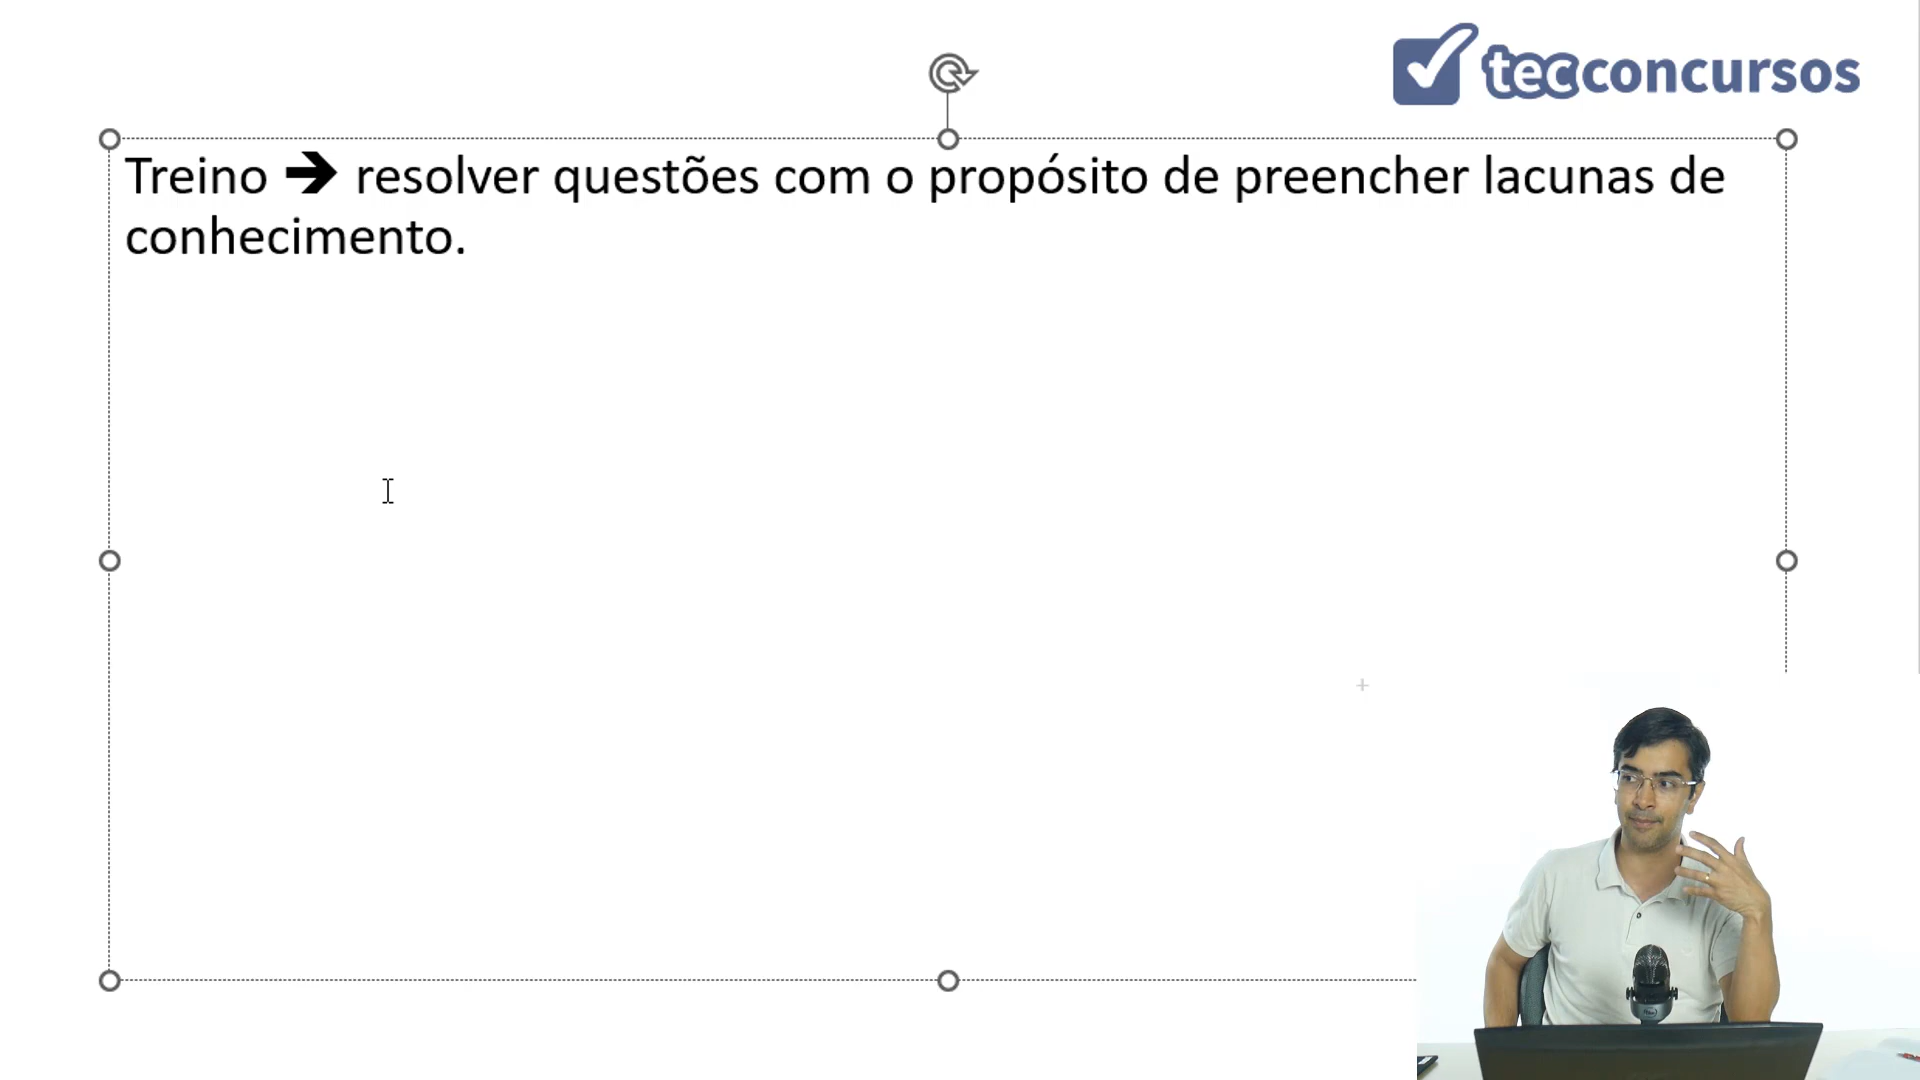 tecconcursos
Treino ➔ resolver questões com o propósito de preencher lacunas de
conhecimento.